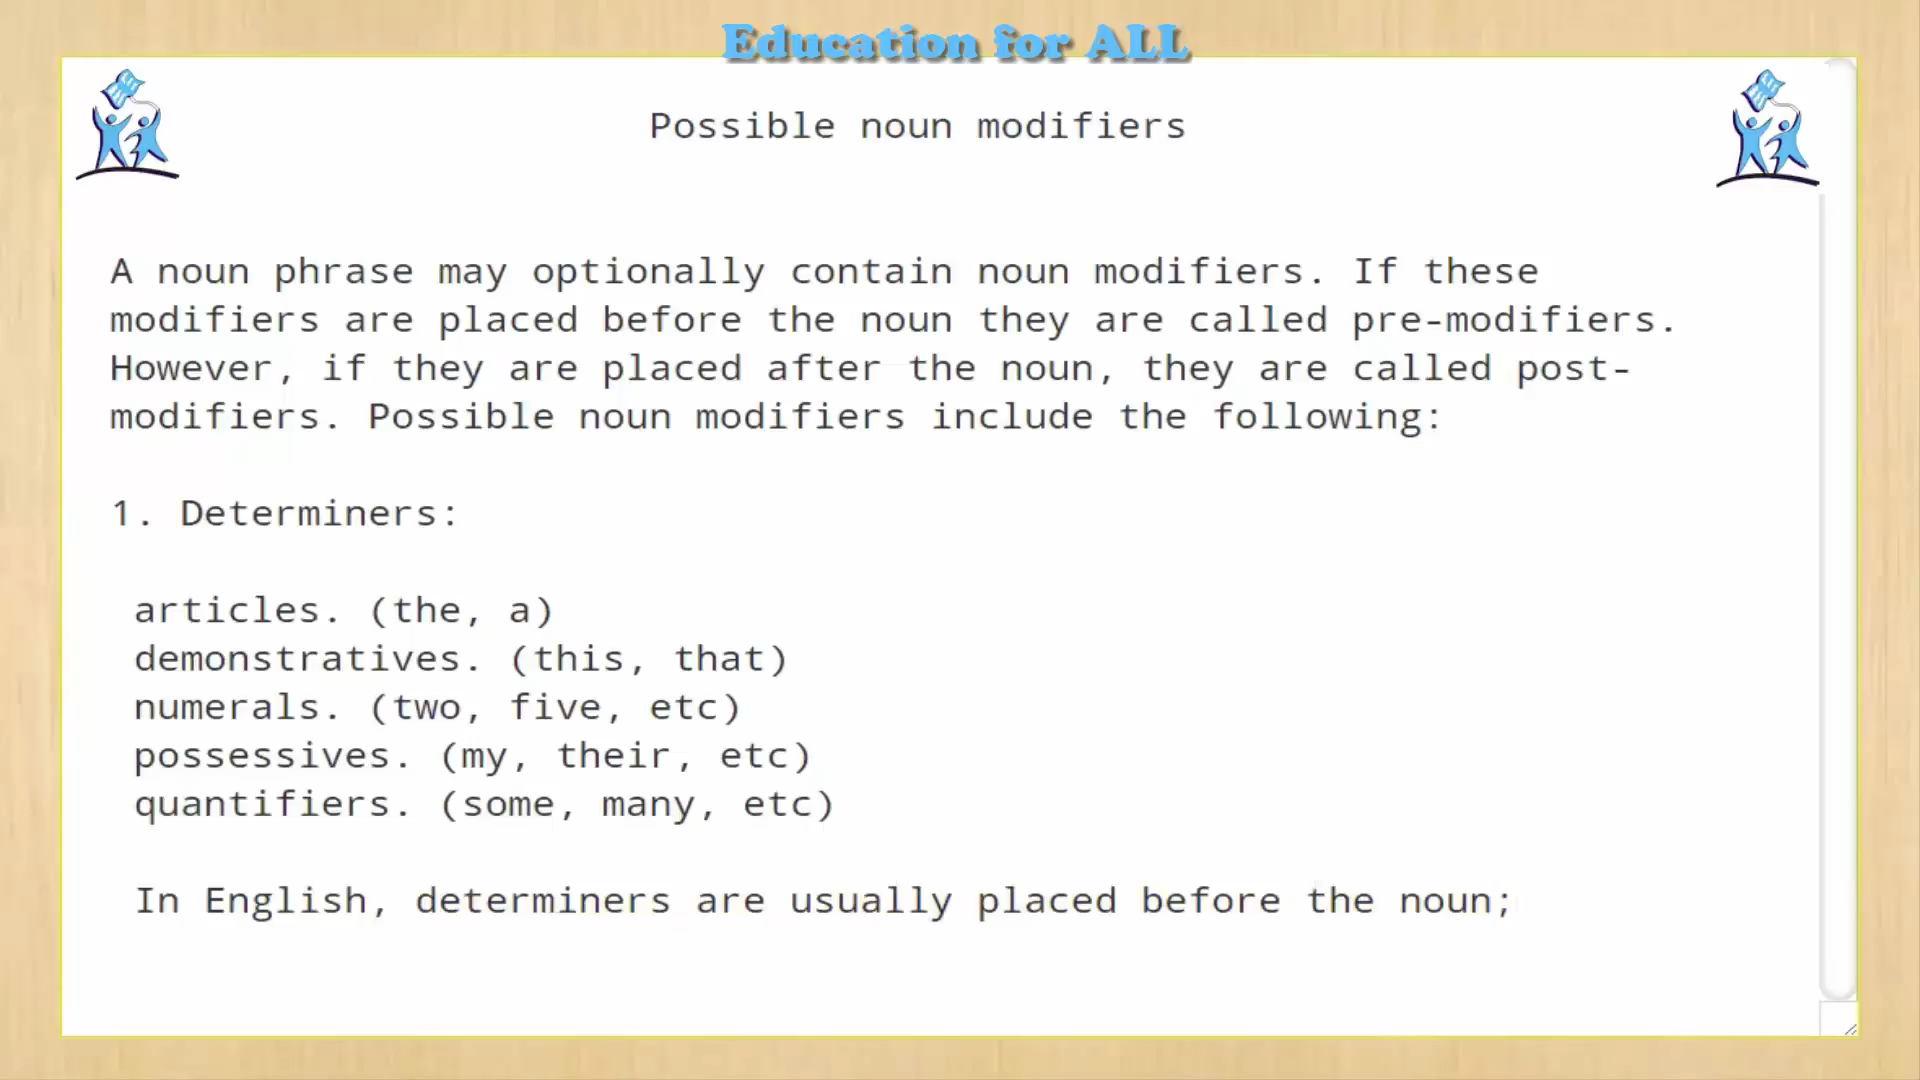 Education for ALL
Possible noun modifiers
A noun phrase may optionally contain noun modifiers. If these
modifiers are placed before the noun they are called pre-modifiers.
However, if they are placed after the noun, they are called post-
modifiers. Possible noun modifiers include the following:
1. Determiners:
articles. (the, a)
demonstratives. (this, that)
numerals. (two, five, etc)
possessives. (my, their, etc)
quantifiers. (some, many, etc)
In English, determiners are usually placed before the noun;